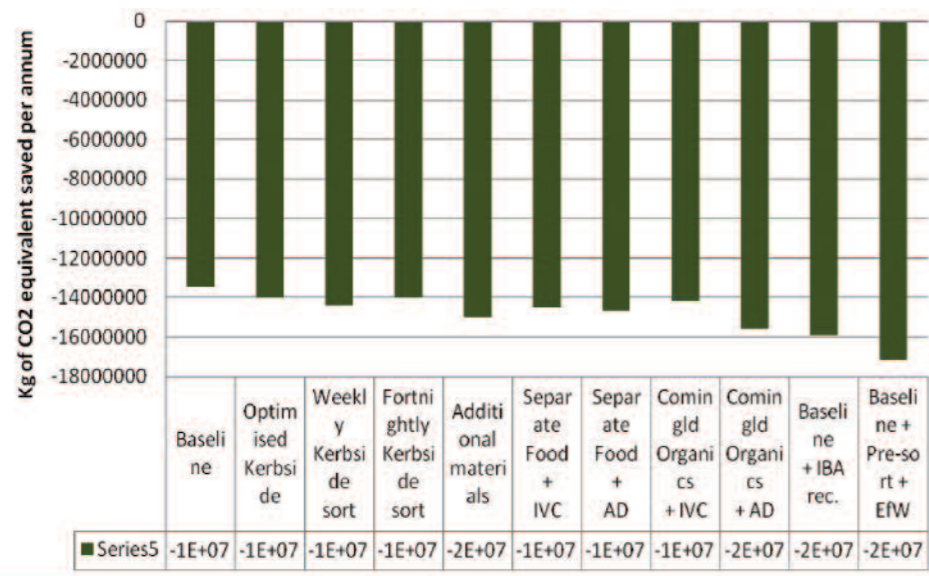 Kg of CO2 equivalent saved per annum
0
-2000000
-4000000
-6000000
-8000000
-10000000
-12000000
-14000000
-16000000
-18000000
Baseli
ne
Optim
ised
Kerbsi
de
Weekl
y
Kerbsi
de
sort
Fortni
ghtly
Kerbsi
de
sort
Additi
onal
materi
als
Separ
ate
Food
+
IVC
Separ
ate
Food
+
AD
Comin
gld
Organi
cs
+ IVC
Comin
gld
Organi
cs
+ AD
Baseli
ne
+ IBA
rec.
Baseli
ne +
Pre-so
rt +
EfW
Series5 -1E+07 -1E+07 -1E+07 -1E+07 -2E+07 -1E+07 -1E+07 -1E+07 -2E+07 -2E+07 -2E+07